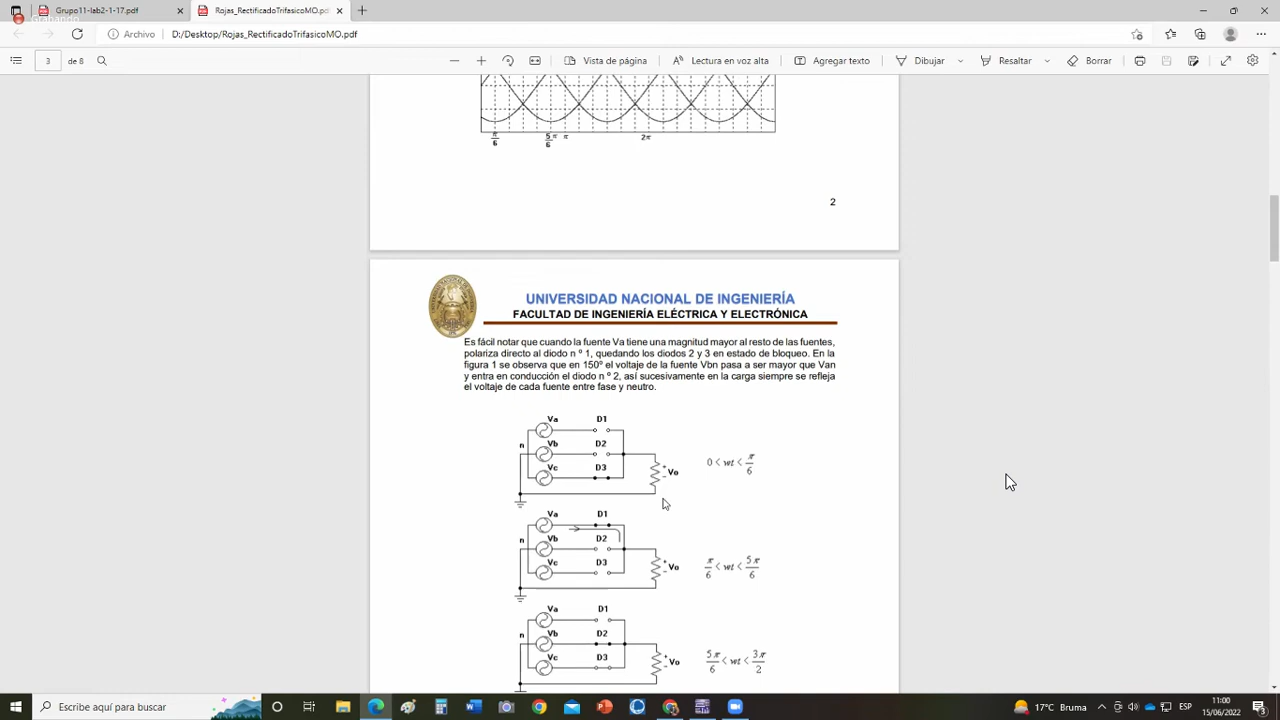 Grupo11-lab2-1-17.pdf
Rojas_RectificadoTrifasicoMO.pdf
Grabando...
Archivo D:/Desktop/Rojas_RectificadoTrifasicoMO.pdf
3 de 8 Vista de página Lectura en voz alta Agregar texto Dibujar Resaltar Borrar
π/6 5π/6 π 2π
2
UNIVERSIDAD NACIONAL DE INGENIERÍA
FACULTAD DE INGENIERÍA ELÉCTRICA Y ELECTRÓNICA
Es fácil notar que cuando la fuente Va tiene una magnitud mayor al resto de las fuentes,
polariza directo al diodo n º 1, quedando los diodos 2 y 3 en estado de bloqueo. En la
figura 1 se observa que en 150º el voltaje de la fuente Vbn pasa a ser mayor que Van
y entra en conducción el diodo n º 2, así sucesivamente en la carga siempre se refleja
el voltaje de cada fuente entre fase y neutro.
Va D1
n Vb D2
Vc D3
+ - Vo
0 < wt < π/6
Va D1
n Vb D2
Vc D3
+ - Vo
π/6 < wt < 5π/6
Va D1
n Vb D2
Vc D3
+ - Vo
5π/6 < wt < 3π/2
Escribe aquí para buscar
17°C Bruma
ESP
11:00
15/06/2022
3